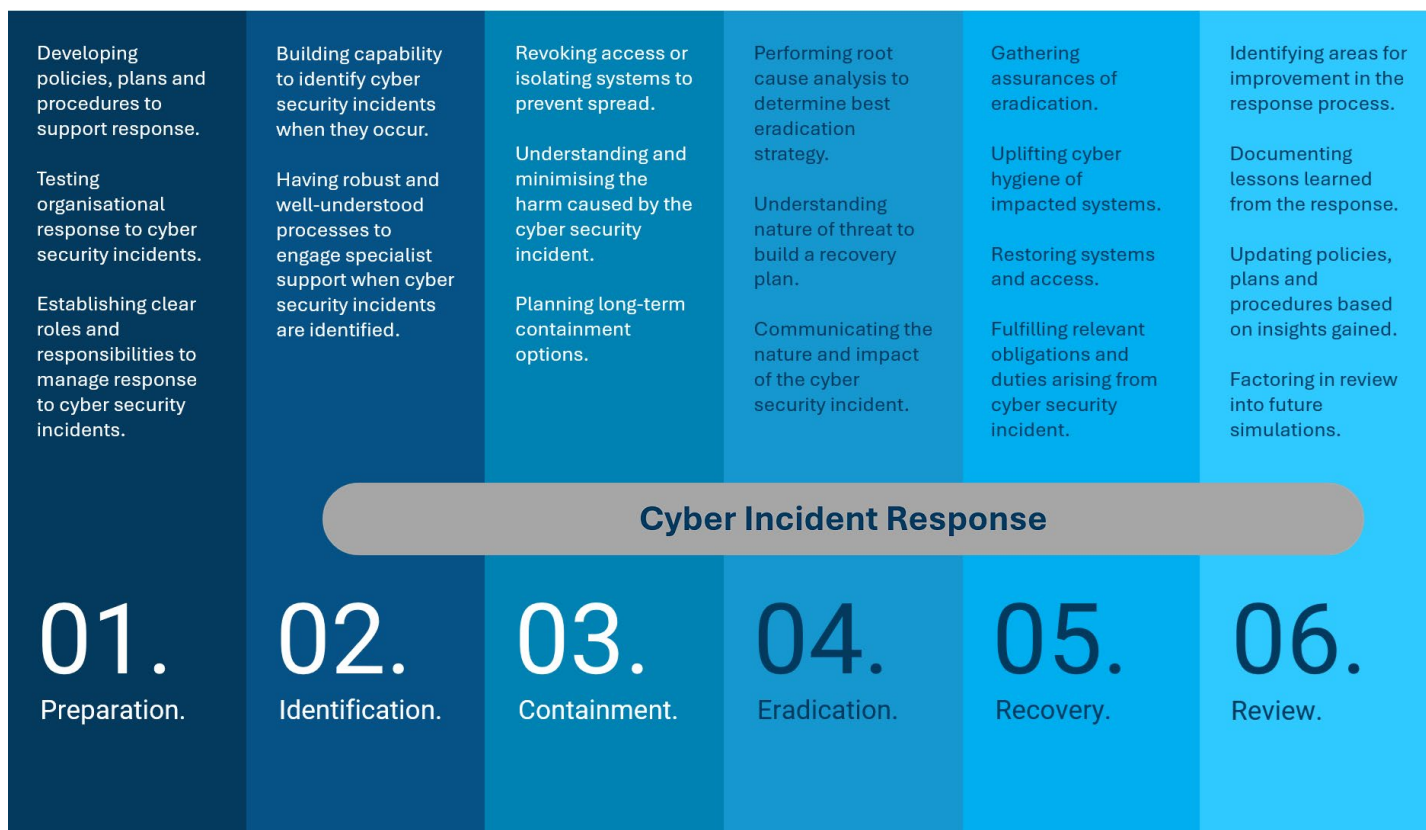 Developing
policies, plans and
procedures to
support response.
Testing
organisational
response to cyber
security incidents.
Establishing clear
roles and
responsibilities to
manage response
to cyber security
incidents.
Building capability
to identify cyber
security incidents
when they occur.
Having robust and
well-understood
processes to
engage specialist
support when cyber
security incidents
are identified.
Revoking access or
isolating systems to
prevent spread.
Understanding and
minimising the
harm caused by the
cyber security
incident.
Planning long-term
containment
options.
Performing root
cause analysis to
determine best
eradication
strategy.
Understanding
nature of threat to
build a recovery
plan.
Communicating the
nature and impact
of the cyber
security incident.
Gathering
assurances of
eradication.
Uplifting cyber
hygiene of
impacted systems.
Restoring systems
and access.
Fulfilling relevant
obligations and
duties arising from
cyber security
incident.
Identifying areas for
improvement in the
response process.
Documenting
lessons learned
from the response.
Updating policies,
plans and
procedures based
on insights gained.
Factoring in review
into future
simulations.
Cyber Incident Response
01.
Preparation.
02.
Identification.
03.
Containment.
04.
Eradication.
05.
Recovery.
06.
Review.